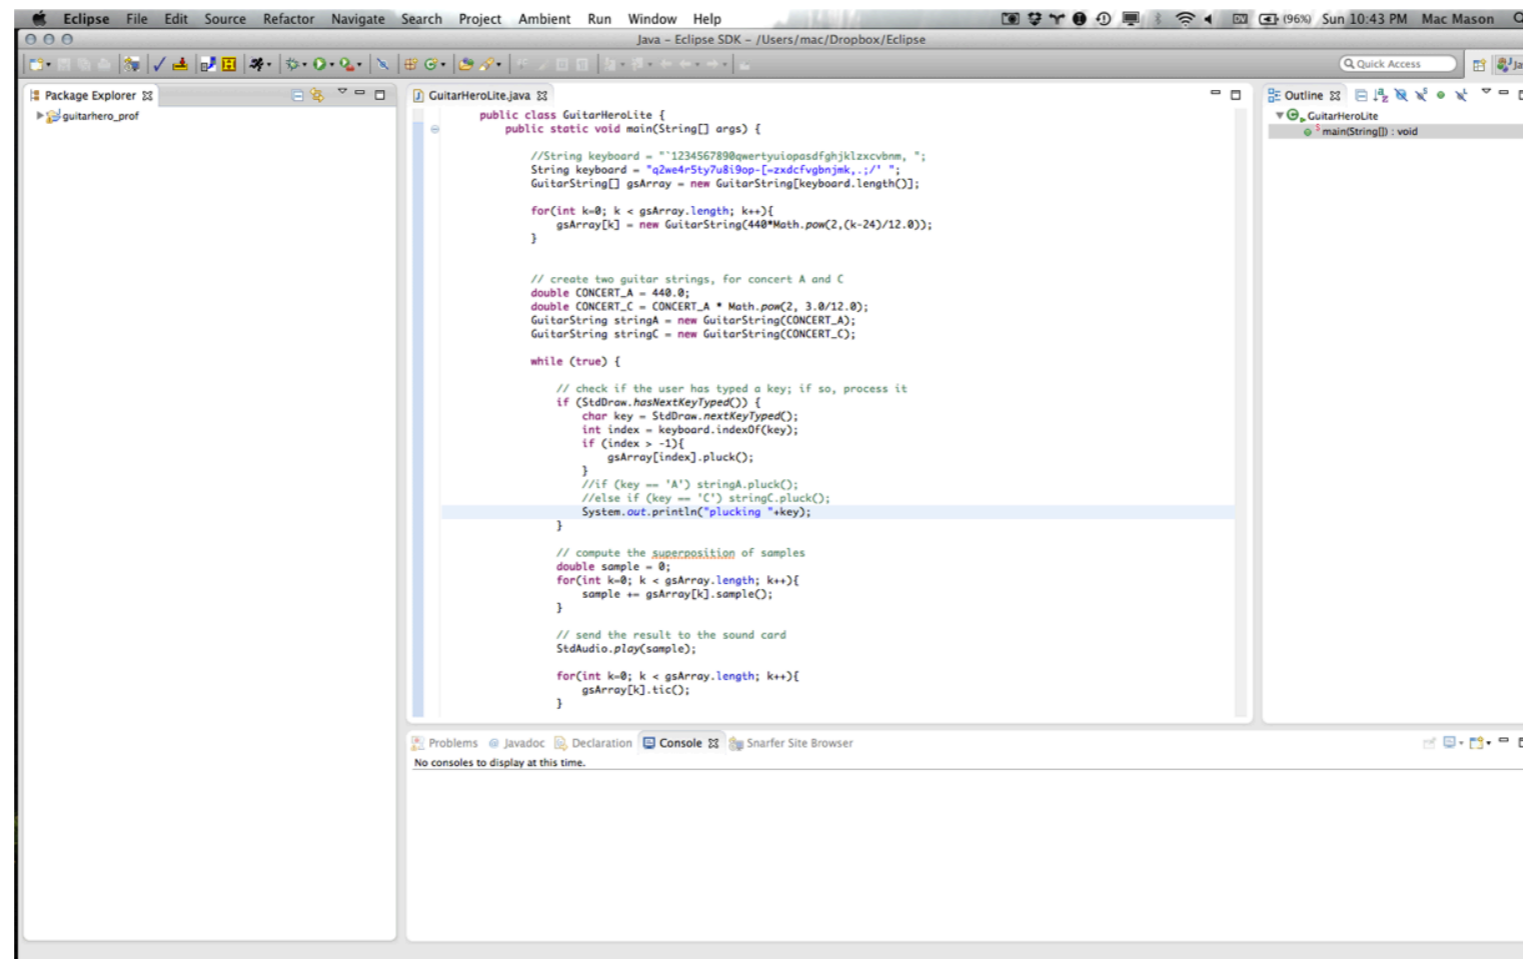 Eclipse File Edit Source Refactor Navigate Search Project Ambient Run Window Help (96%) Sun 10:43 PM Mac Mason
Java - Eclipse SDK - /Users/mac/Dropbox/Eclipse
Quick Access Ja
Package Explorer
guitarhero_prof
GuitarHeroLite.java
public class GuitarHeroLite {
public static void main(String[] args) {
//String keyboard = "`1234567890qwertyuiopasdfghjklzxcvbnm, ";
String keyboard = "q2we4r5ty7u8i9op-[=zxdcfvgbnjmk,.;/' ";
GuitarString[] gsArray = new GuitarString[keyboard.length()];
for(int k=0; k < gsArray.length; k++){
gsArray[k] = new GuitarString(440*Math.pow(2,(k-24)/12.0));
}
// create two guitar strings, for concert A and C
double CONCERT_A = 440.0;
double CONCERT_C = CONCERT_A * Math.pow(2, 3.0/12.0);
GuitarString stringA = new GuitarString(CONCERT_A);
GuitarString stringC = new GuitarString(CONCERT_C);
while (true) {
// check if the user has typed a key; if so, process it
if (StdDraw.hasNextKeyTyped()) {
char key = StdDraw.nextKeyTyped();
int index = keyboard.indexOf(key);
if (index > -1){
gsArray[index].pluck();
}
//if (key == 'A') stringA.pluck();
//else if (key == 'C') stringC.pluck();
System.out.println("plucking "+key);
}
// compute the superposition of samples
double sample = 0;
for(int k=0; k < gsArray.length; k++){
sample += gsArray[k].sample();
}
// send the result to the sound card
StdAudio.play(sample);
for(int k=0; k < gsArray.length; k++){
gsArray[k].tic();
}
Outline
GuitarHeroLite
main(String[]) : void
Problems @ Javadoc Declaration Console Snarfer Site Browser
No consoles to display at this time.